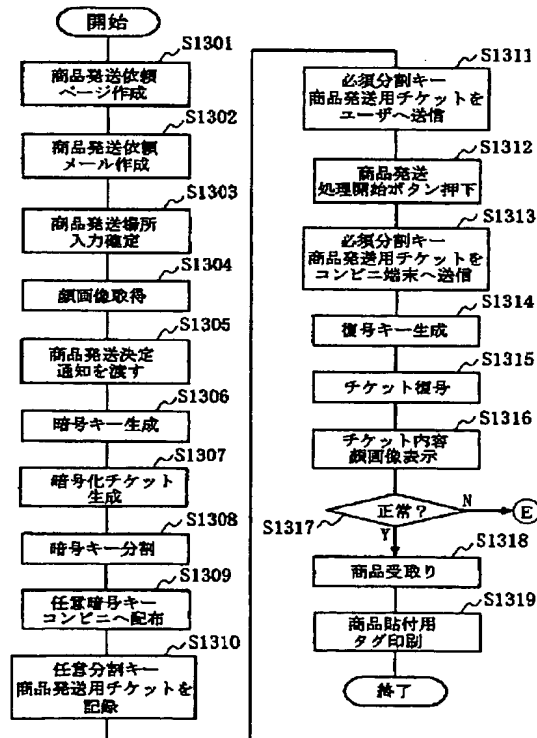 開始
S1301
商品発送依頼
ページ作成
S1302
商品発送依頼
メール作成
S1303
商品発送場所
入力確定
S1304
顔画像取得
S1305
商品発送決定
通知を渡す
S1306
暗号キー生成
S1307
暗号化チケット
生成
S1308
暗号キー分割
S1309
任意暗号キー
コンビニへ配布
S1310
任意分割キー
商品発送用チケットを
記録
S1311
必須分割キー
商品発送用チケットを
ユーザへ送信
S1312
商品発送
処理開始ボタン押下
S1313
必須分割キー
商品発送用チケットを
コンビニ端末へ送信
S1314
復号キー生成
S1315
チケット復号
S1316
チケット内容
顔画像表示
S1317
正常？
N
E
Y
S1318
商品受取り
S1319
商品貼付用
タグ印刷
終了